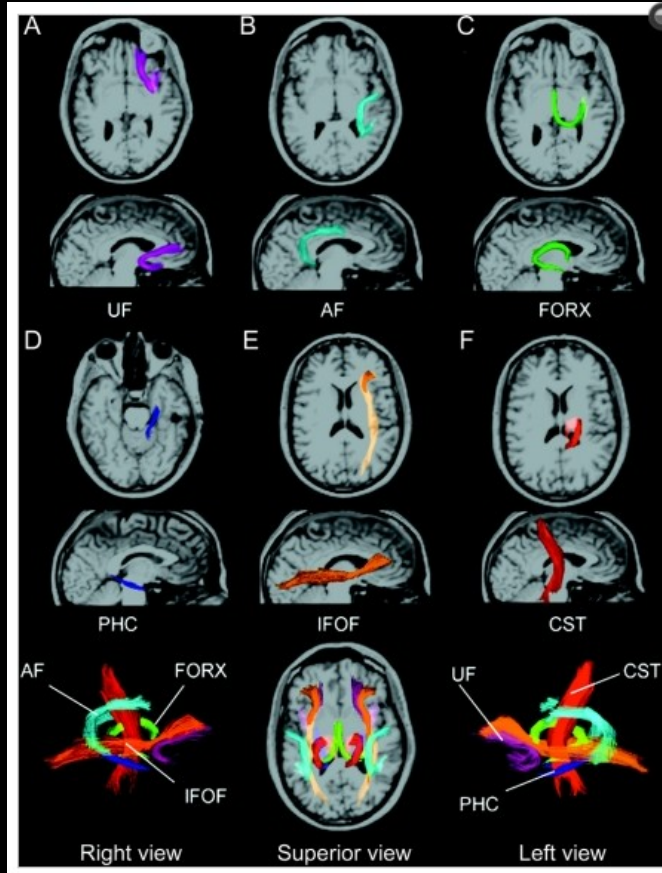 A B C
UF AF FORX
D E F
PHC IFOF CST
AF FORX UF CST
IFOF PHC
Right view Superior view Left view